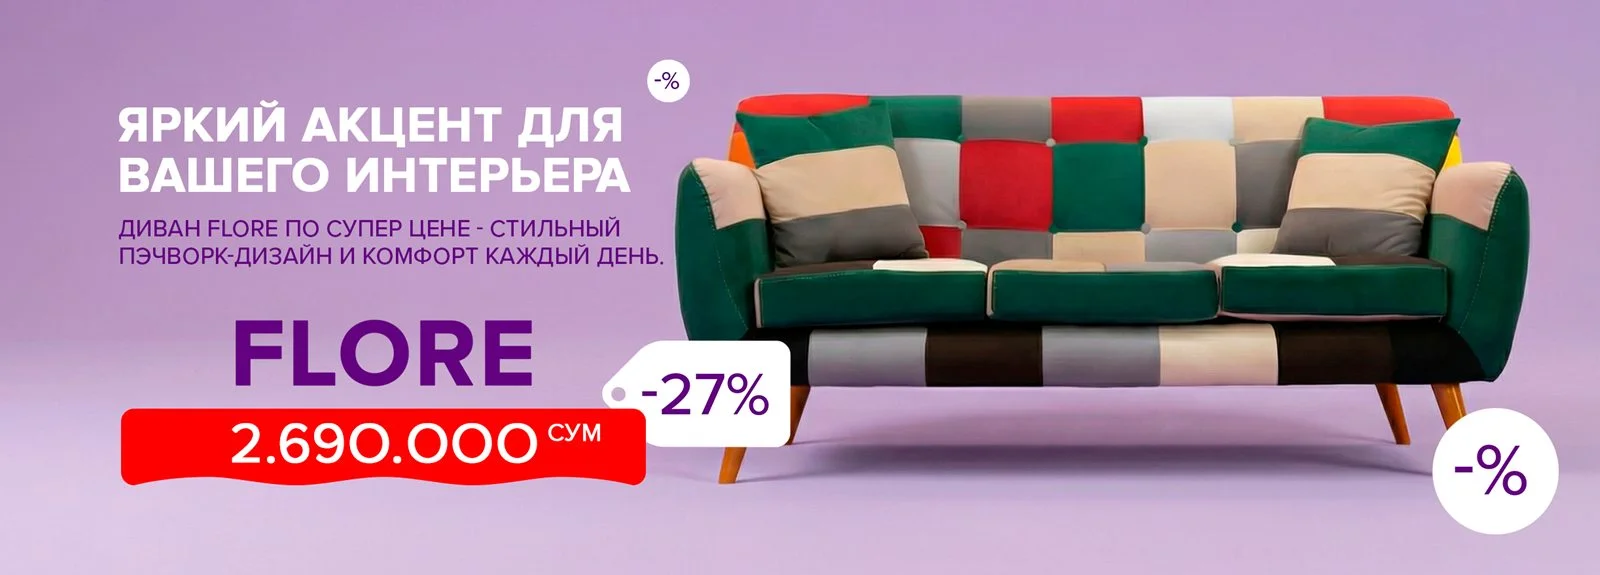 -%
ЯРКИЙ АКЦЕНТ ДЛЯ
ВАШЕГО ИНТЕРЬЕРА
ДИВАН FLORE ПО СУПЕР ЦЕНЕ - СТИЛЬНЫЙ
ПЭЧВОРК-ДИЗАЙН И КОМФОРТ КАЖДЫЙ ДЕНЬ.
FLORE
-27%
2.690.000 СУМ
-%